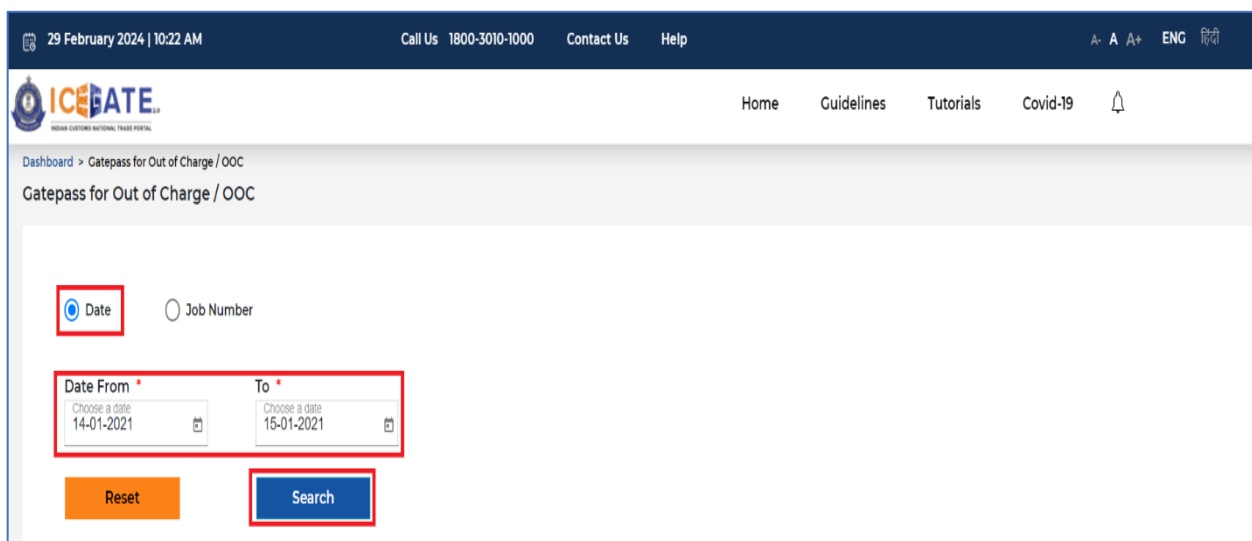 29 February 2024 | 10:22 AM Call Us 1800-3010-1000 Contact Us Help A- A A+ ENG हिंदी
ICEGATE 2.0 Home Guidelines Tutorials Covid-19
INDIAN CUSTOMS NATIONAL TRADE PORTAL
Dashboard > Gatepass for Out of Charge / OOC
Gatepass for Out of Charge / OOC
Date Job Number
Date From * To *
Choose a date Choose a date
14-01-2021 15-01-2021
Reset Search